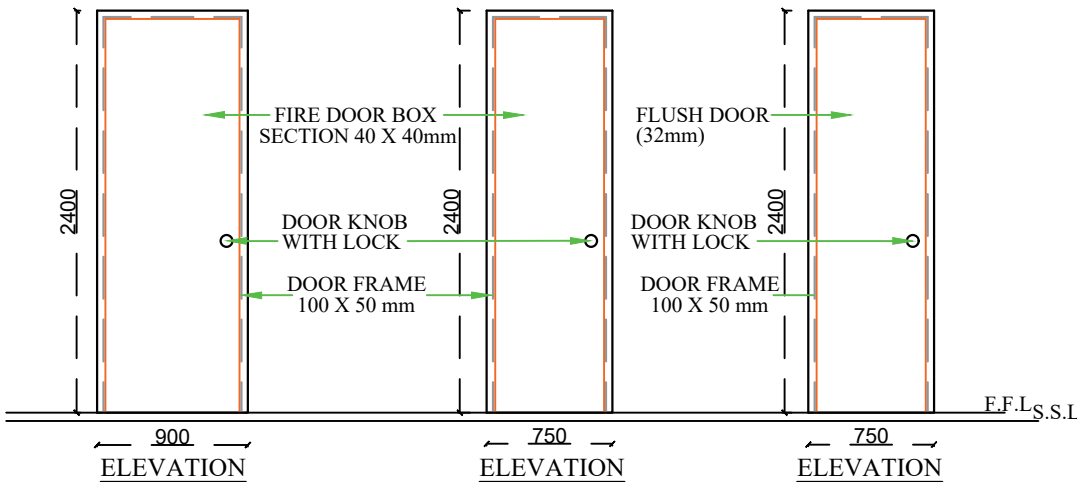 FIRE DOOR BOX
SECTION 40 X 40mm
FLUSH DOOR
(32mm)
2400
2400
2400
DOOR KNOB
WITH LOCK
DOOR KNOB
WITH LOCK
DOOR FRAME
100 X 50 mm
DOOR FRAME
100 X 50 mm
F.F.L
S.S.L
900
750
750
ELEVATION
ELEVATION
ELEVATION